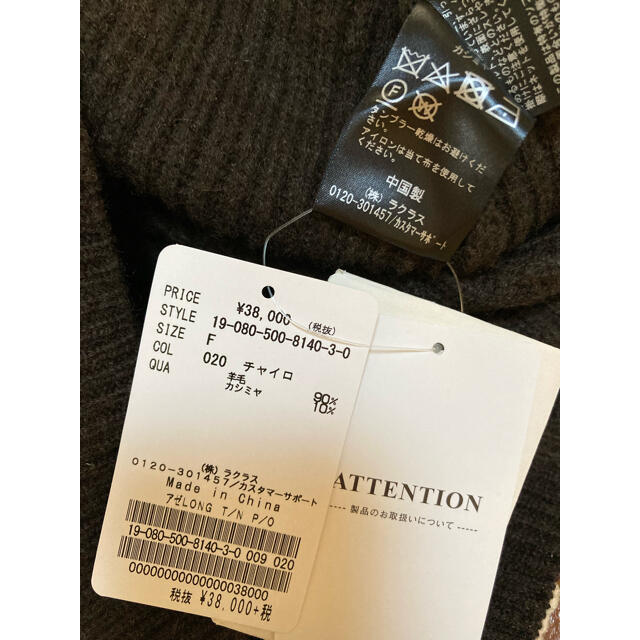 タンブラー乾燥はお避けくだ
さい。
アイロンは当て布を使用して
ください。
中国製
(株) ラクラス
0120-301457/カスタマーサポート
PRICE ¥38,000 (税抜)
STYLE 19-080-500-8140-3-0
SIZE F
COL 020 チャイロ
QUA 羊毛 90%
カシミヤ 10%
(株) ラクラス
0120-301457/カスタマーサポート
Made in China
アゼLONG T/N P/O
19-080-500-8140-3-0 009 020
000000000000000038000
税抜 ¥38,000+税
ATTENTION
---- 製品のお取扱いについて -----